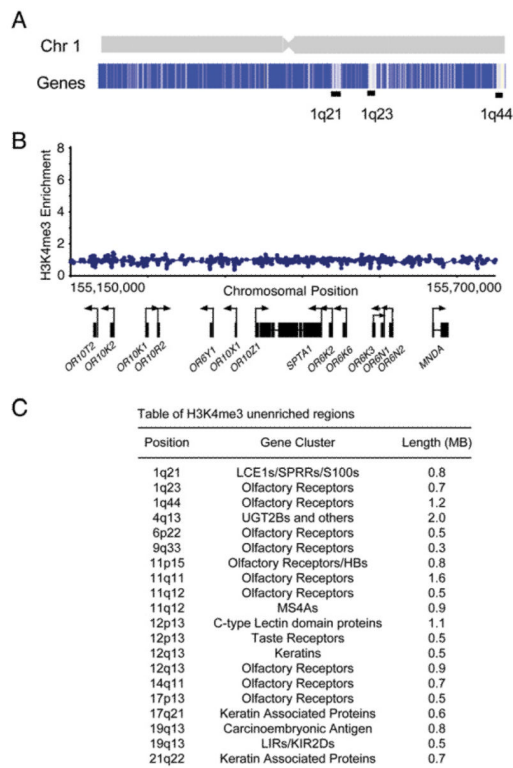 A
Chr 1
Genes
1q21 1q23 1q44
B
H3K4me3 Enrichment
8
6
4
2
0
155,150,000 Chromosomal Position 155,700,000
OR10T2 OR10K2 OR10K1 OR10R2 OR6Y1 OR10X1 OR10Z1 SPTA1 OR6K2 OR6K6 OR6K3 OR6N1 OR6N2 MNDA
C
Table of H3K4me3 unenriched regions
Position Gene Cluster Length (MB)
1q21 LCE1s/SPRRs/S100s 0.8
1q23 Olfactory Receptors 0.7
1q44 Olfactory Receptors 1.2
4q13 UGT2Bs and others 2.0
6p22 Olfactory Receptors 0.5
9q33 Olfactory Receptors 0.3
11p15 Olfactory Receptors/HBs 0.8
11q11 Olfactory Receptors 1.6
11q12 Olfactory Receptors 0.5
11q12 MS4As 0.9
12p13 C-type Lectin domain proteins 1.1
12p13 Taste Receptors 0.5
12q13 Keratins 0.5
12q13 Olfactory Receptors 0.9
14q11 Olfactory Receptors 0.7
17p13 Olfactory Receptors 0.5
17q21 Keratin Associated Proteins 0.6
19q13 Carcinoembryonic Antigen 0.8
19q13 LIRs/KIR2Ds 0.5
21q22 Keratin Associated Proteins 0.7